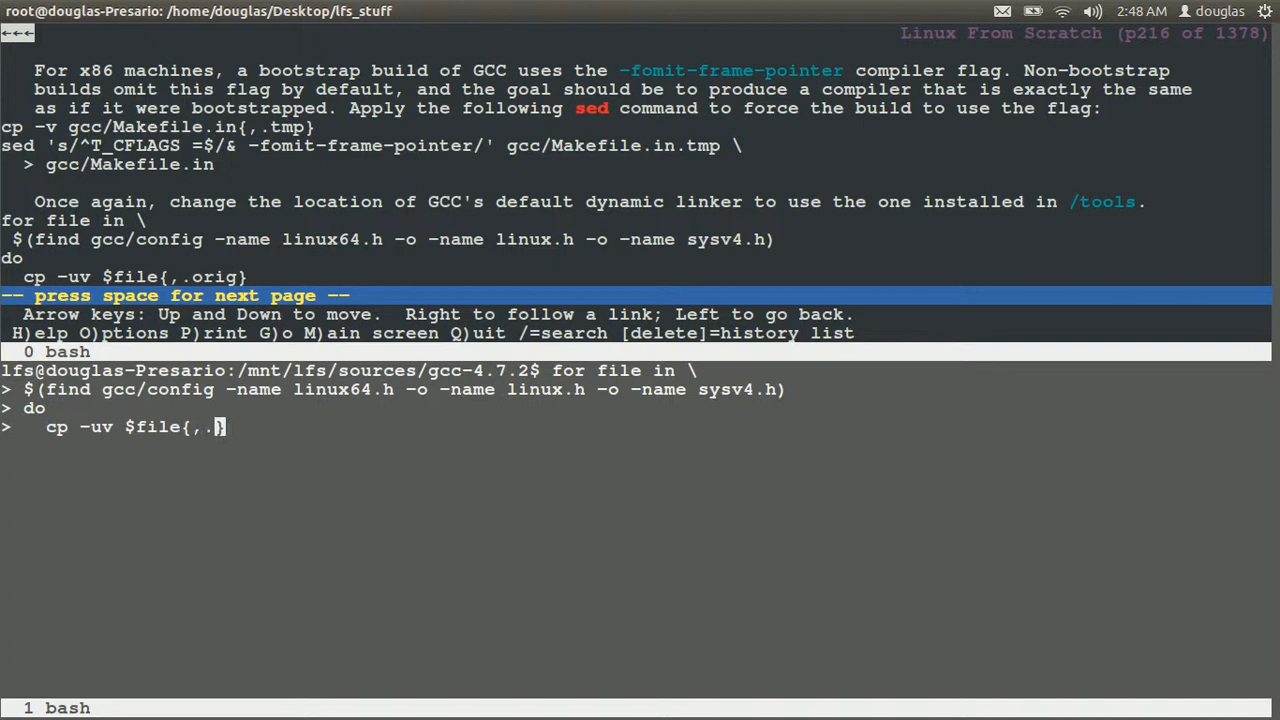 root@douglas-Presario: /home/douglas/Desktop/lfs_stuff 2:48 AM douglas
←←← Linux From Scratch (p216 of 1378)
For x86 machines, a bootstrap build of GCC uses the -fomit-frame-pointer compiler flag. Non-bootstrap
builds omit this flag by default, and the goal should be to produce a compiler that is exactly the same
as if it were bootstrapped. Apply the following sed command to force the build to use the flag:
cp -v gcc/Makefile.in{,.tmp}
sed 's/^T_CFLAGS =$/& -fomit-frame-pointer/' gcc/Makefile.in.tmp \
> gcc/Makefile.in
Once again, change the location of GCC's default dynamic linker to use the one installed in /tools.
for file in \
$(find gcc/config -name linux64.h -o -name linux.h -o -name sysv4.h)
do
cp -uv $file{,.orig}
-- press space for next page --
Arrow keys: Up and Down to move. Right to follow a link; Left to go back.
H)elp O)ptions P)rint G)o M)ain screen Q)uit /=search [delete]=history list
0 bash
lfs@douglas-Presario:/mnt/lfs/sources/gcc-4.7.2$ for file in \
> $(find gcc/config -name linux64.h -o -name linux.h -o -name sysv4.h)
> do
> cp -uv $file{,.}
1 bash